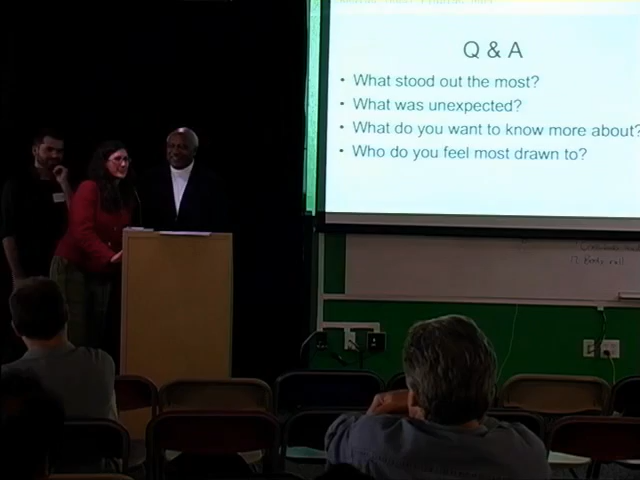 Q & A
• What stood out the most?
• What was unexpected?
• What do you want to know more about?
• Who do you feel most drawn to?